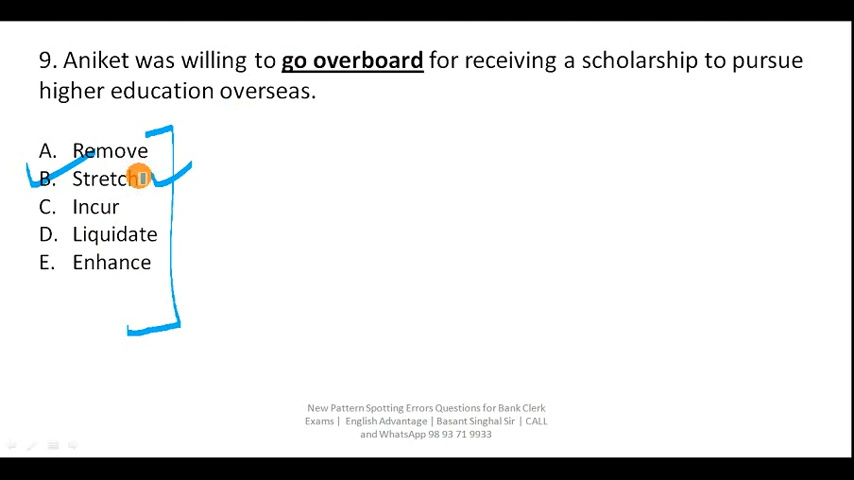 9. Aniket was willing to go overboard for receiving a scholarship to pursue
higher education overseas.
A. Remove
B. Stretch
C. Incur
D. Liquidate
E. Enhance
New Pattern Spotting Errors Questions for Bank Clerk
Exams | English Advantage | Basant Singhal Sir | CALL
and WhatsApp 98 93 71 9933